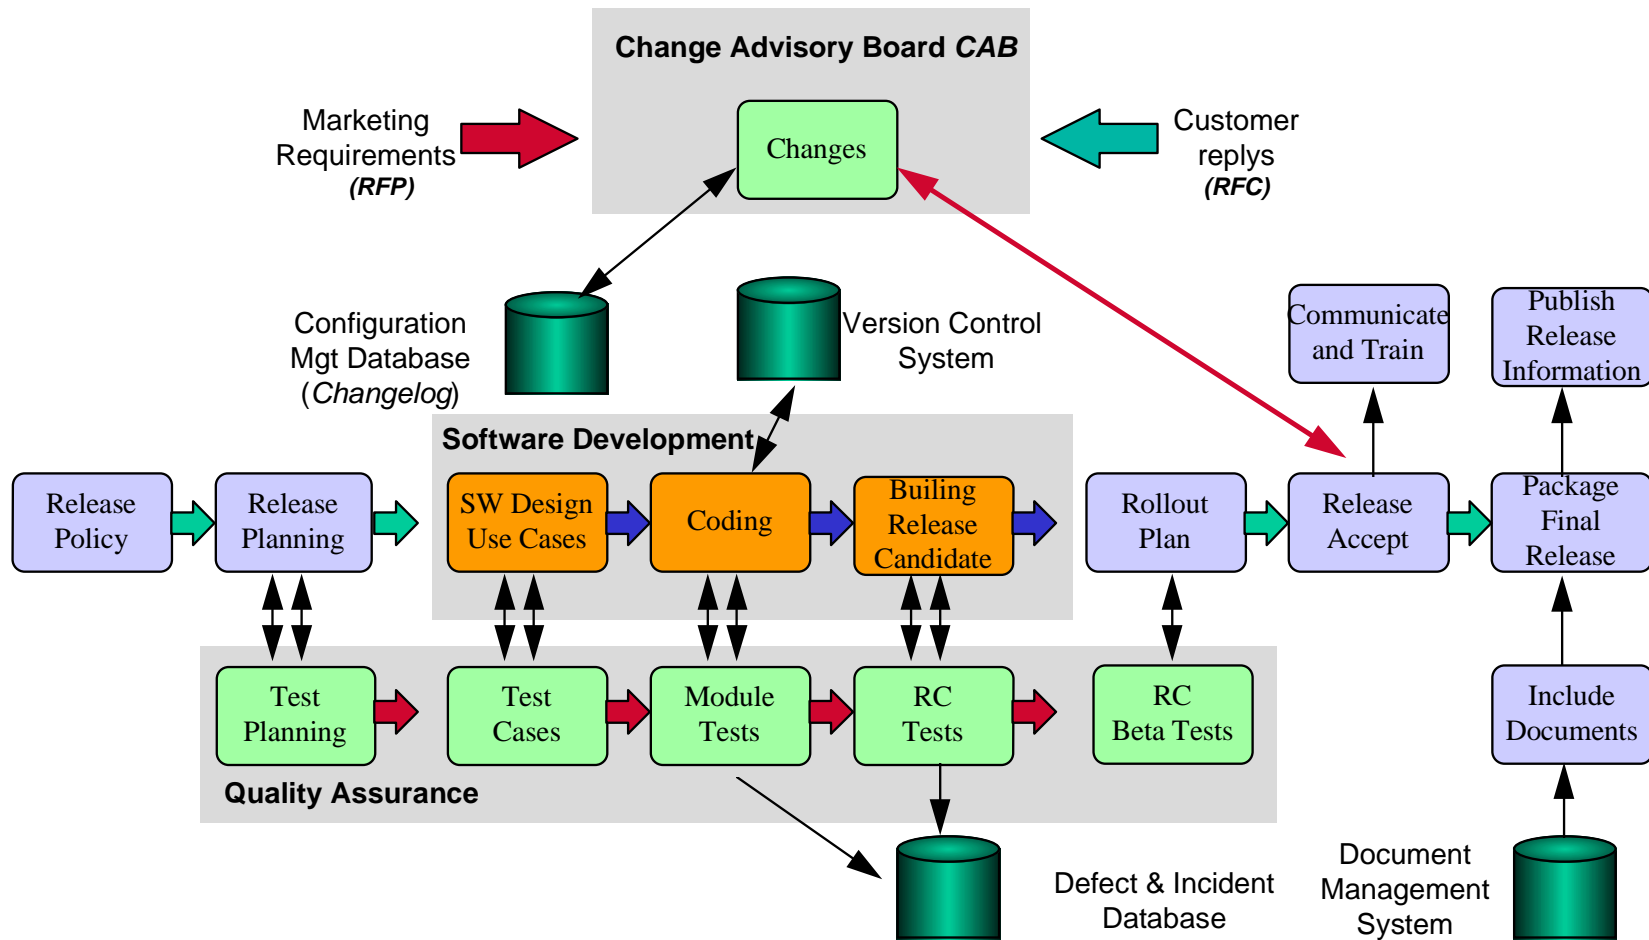 Change Advisory Board CAB
Marketing
Requirements
(RFP)
Changes
Customer
replys
(RFC)
Configuration
Mgt Database
(Changelog)
Version Control
System
Communicate
and Train
Publish
Release
Information
Software Development
Release
Policy
Release
Planning
SW Design
Use Cases
Coding
Builing
Release
Candidate
Rollout
Plan
Release
Accept
Package
Final
Release
Test
Planning
Test
Cases
Module
Tests
RC
Tests
RC
Beta Tests
Include
Documents
Quality Assurance
Defect & Incident
Database
Document
Management
System